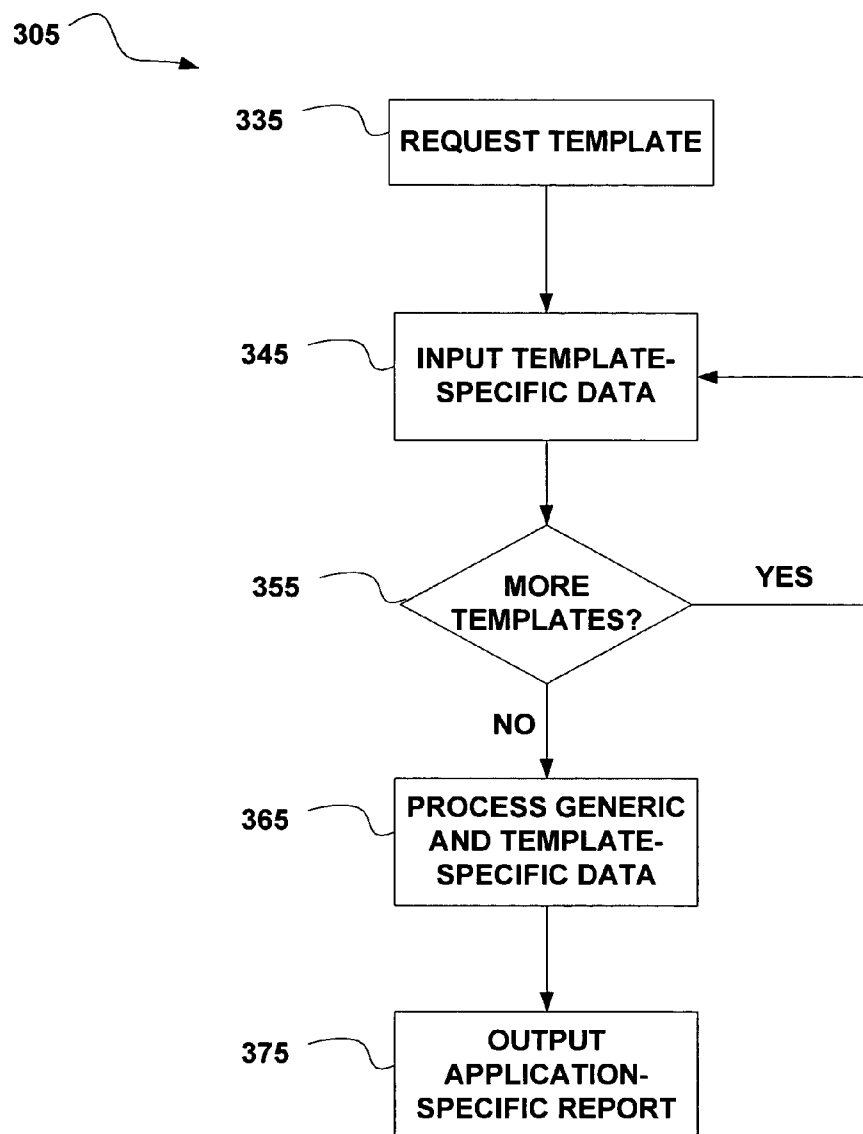 305
335
REQUEST TEMPLATE
345
INPUT TEMPLATE-
SPECIFIC DATA
355
MORE
TEMPLATES?
YES
NO
365
PROCESS GENERIC
AND TEMPLATE-
SPECIFIC DATA
375
OUTPUT
APPLICATION-
SPECIFIC REPORT